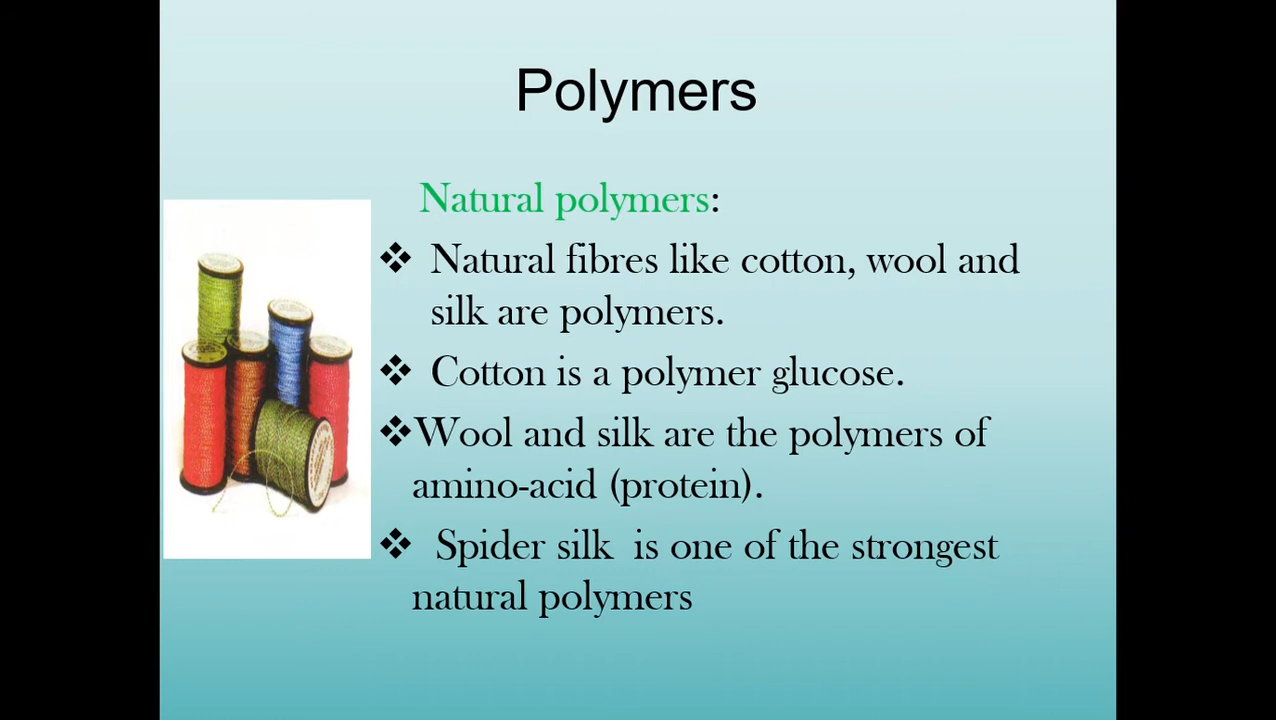 Polymers
Natural polymers:
❖ Natural fibres like cotton, wool and
silk are polymers.
❖ Cotton is a polymer glucose.
❖Wool and silk are the polymers of
amino-acid (protein).
❖ Spider silk is one of the strongest
natural polymers